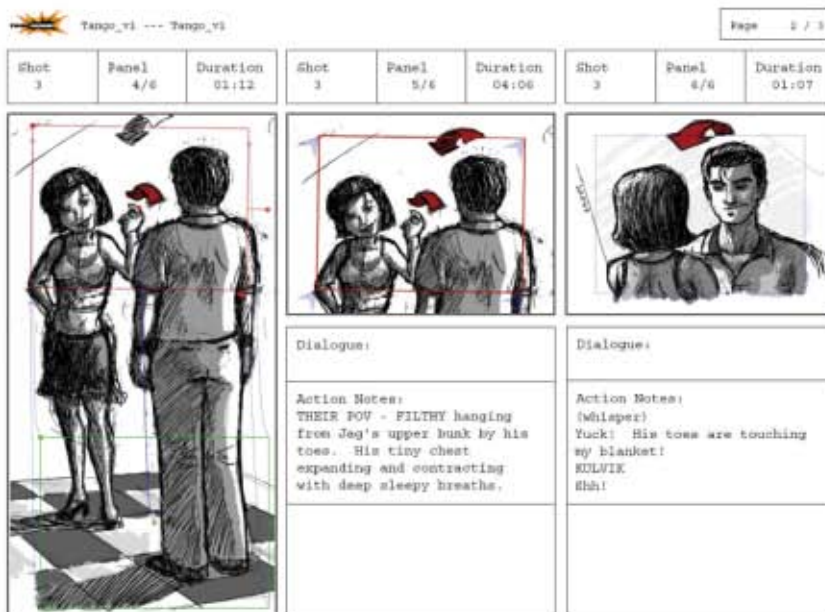 Tango_v1 --- Tango_v1
Page 2 / 3
Shot Panel Duration
3 4/6 01:12
Shot Panel Duration
3 5/6 04:06
Shot Panel Duration
3 6/6 01:07
Dialogue:
Action Notes:
THEIR POV - FILTHY hanging
from Jag's upper bunk by his
toes. His tiny chest
expanding and contracting
with deep sleepy breaths.
Dialogue:
Action Notes:
(whisper)
Yuck! His toes are touching
my blanket!
KULVIK
Shh!